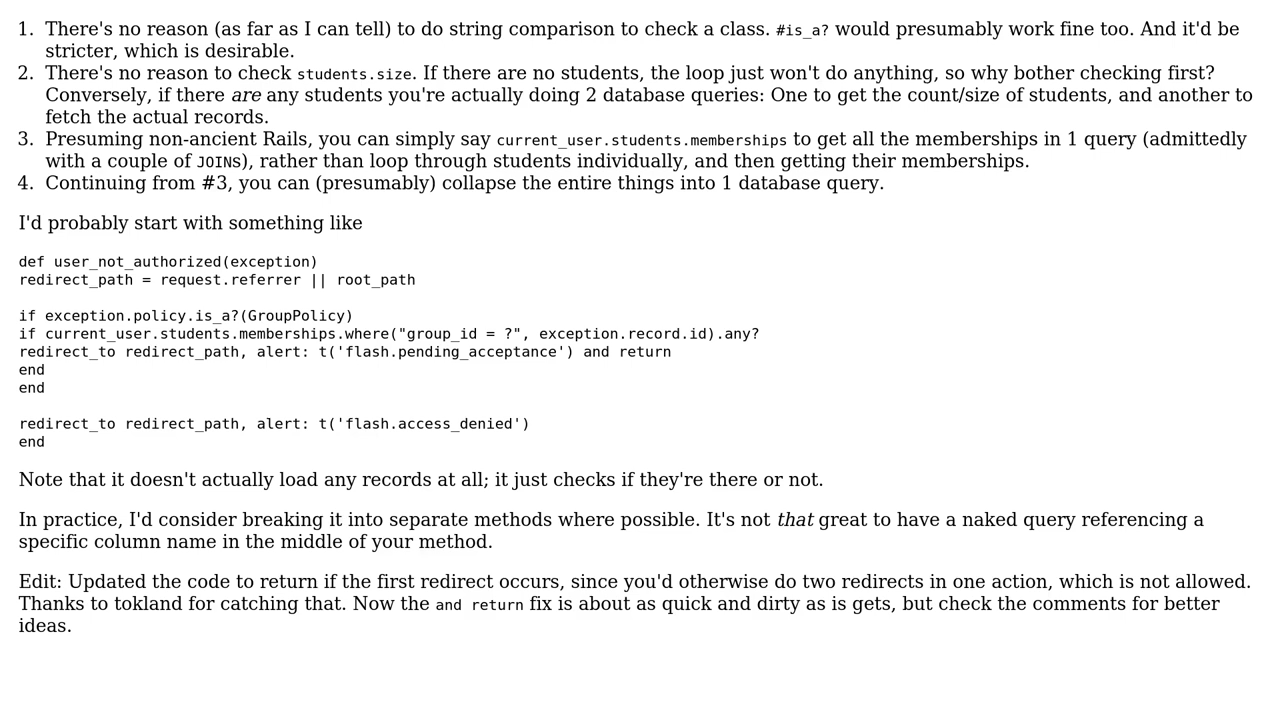 1. There's no reason (as far as I can tell) to do string comparison to check a class. #is_a? would presumably work fine too. And it'd be
stricter, which is desirable.
2. There's no reason to check students.size. If there are no students, the loop just won't do anything, so why bother checking first?
Conversely, if there are any students you're actually doing 2 database queries: One to get the count/size of students, and another to
fetch the actual records.
3. Presuming non-ancient Rails, you can simply say current_user.students.memberships to get all the memberships in 1 query (admittedly
with a couple of JOINs), rather than loop through students individually, and then getting their memberships.
4. Continuing from #3, you can (presumably) collapse the entire things into 1 database query.
I'd probably start with something like
def user_not_authorized(exception)
redirect_path = request.referrer || root_path
if exception.policy.is_a?(GroupPolicy)
if current_user.students.memberships.where("group_id = ?", exception.record.id).any?
redirect_to redirect_path, alert: t('flash.pending_acceptance') and return
end
end
redirect_to redirect_path, alert: t('flash.access_denied')
end
Note that it doesn't actually load any records at all; it just checks if they're there or not.
In practice, I'd consider breaking it into separate methods where possible. It's not that great to have a naked query referencing a
specific column name in the middle of your method.
Edit: Updated the code to return if the first redirect occurs, since you'd otherwise do two redirects in one action, which is not allowed.
Thanks to tokland for catching that. Now the and return fix is about as quick and dirty as is gets, but check the comments for better
ideas.